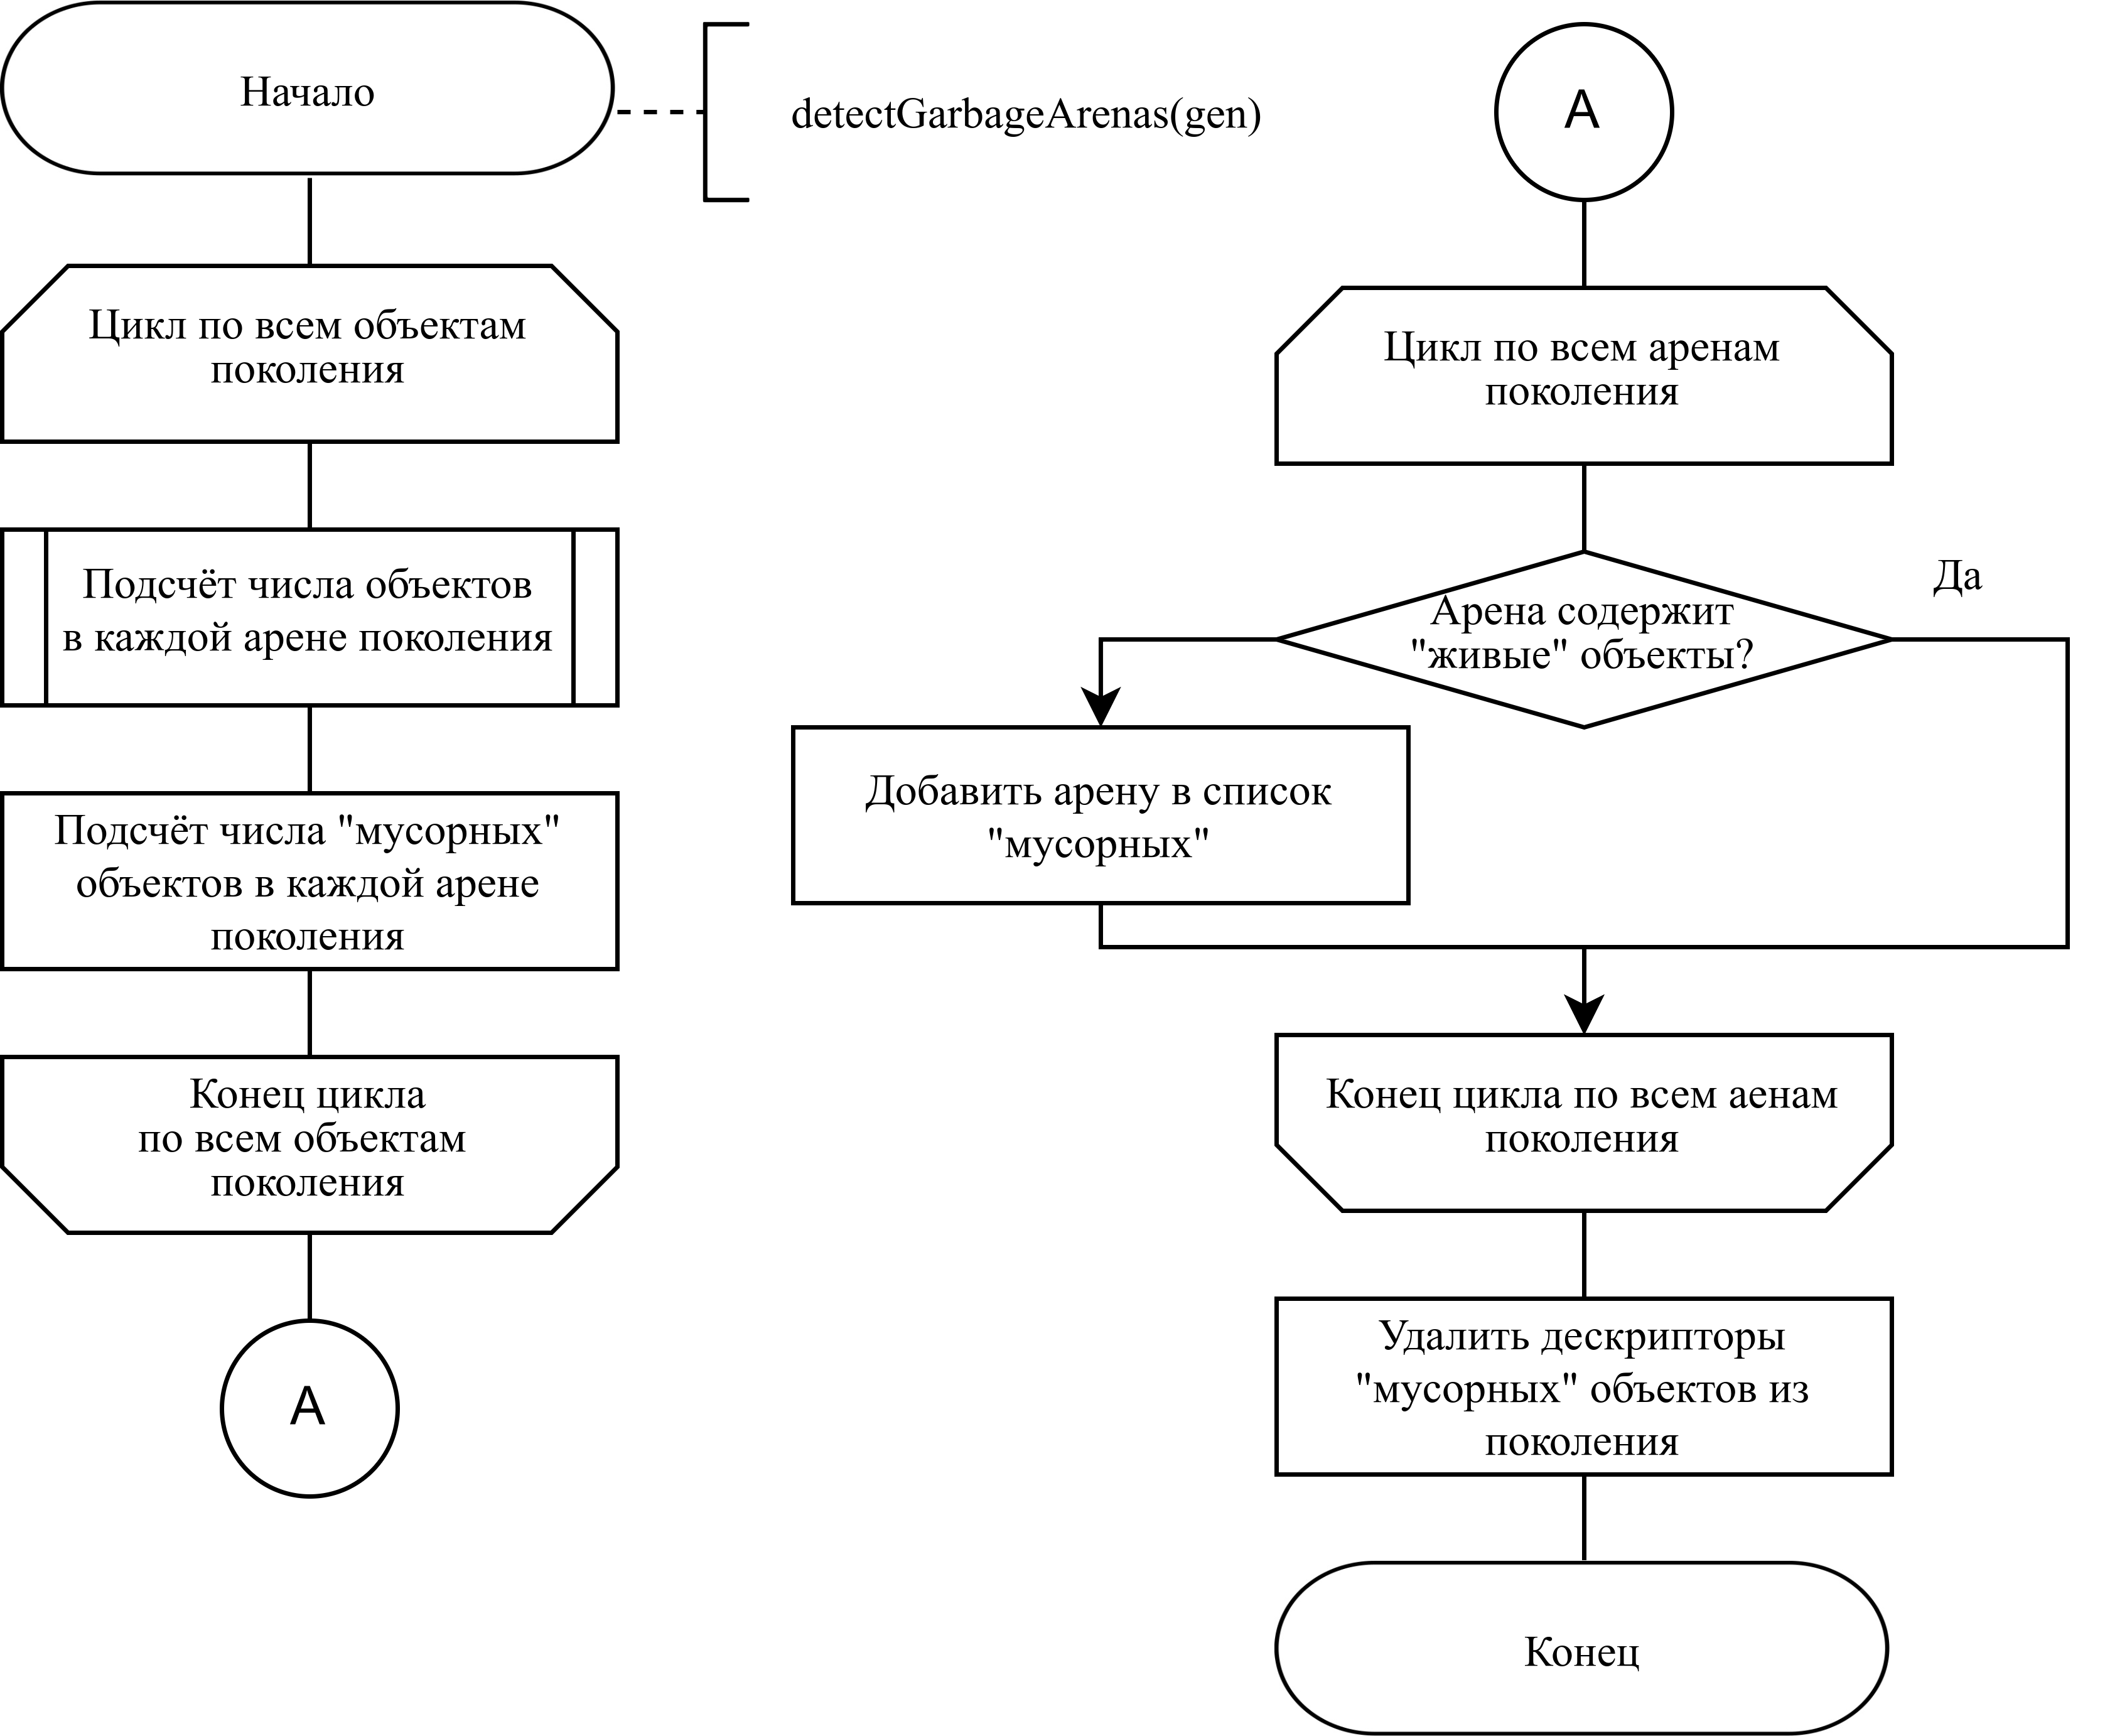 Начало
detectGarbageArenas(gen)
Цикл по всем объектам
поколения
Подсчёт числа объектов
в каждой арене поколения
Подсчёт числа "мусорных"
объектов в каждой арене
поколения
Конец цикла
по всем объектам
поколения
A
A
Цикл по всем аренам
поколения
Арена содержит
"живые" объекты?
Да
Добавить арену в список
"мусорных"
Конец цикла по всем аенам
поколения
Удалить дескрипторы
"мусорных" объектов из
поколения
Конец